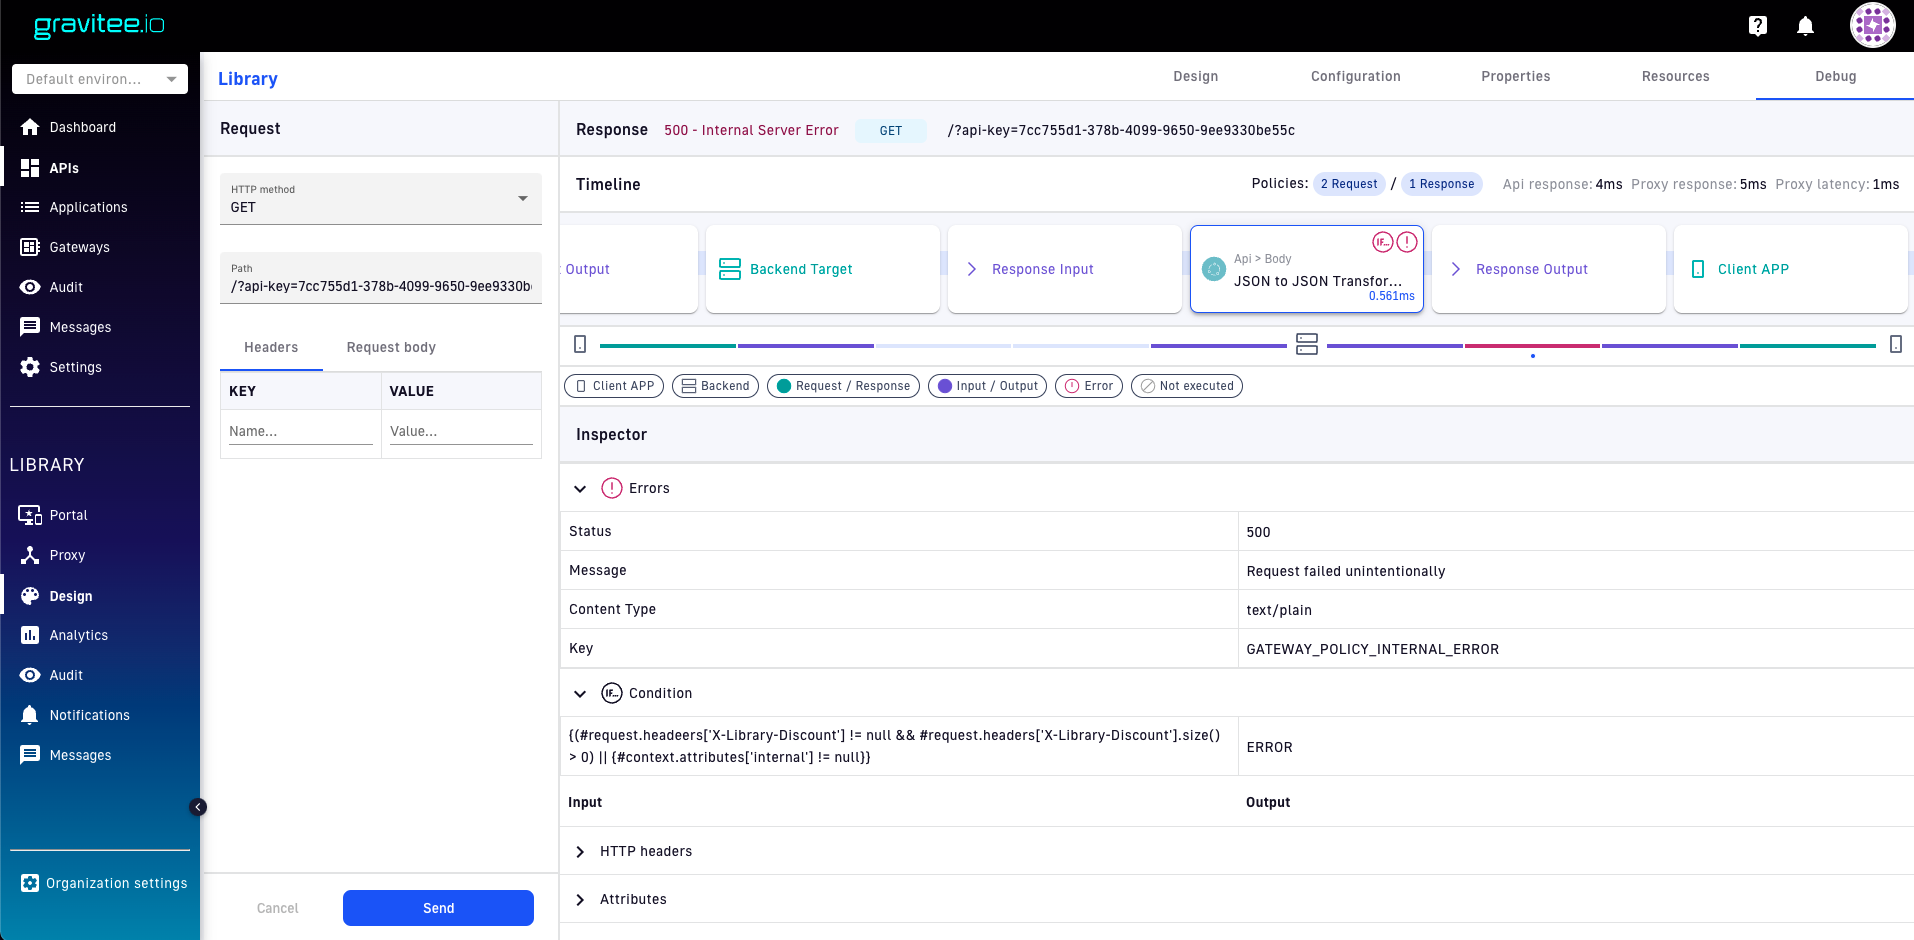 gravitee.io
Default environ...
Dashboard
APIs
Applications
Gateways
Audit
Messages
Settings
LIBRARY
Portal
Proxy
Design
Analytics
Audit
Notifications
Messages
Organization settings
Library
Design
Configuration
Properties
Resources
Debug
Request
HTTP method
GET
Path
/?api-key=7cc755d1-378b-4099-9650-9ee9330b
Headers
Request body
KEY
VALUE
Name...
Value...
Cancel
Send
Response
500 - Internal Server Error
GET
/?api-key=7cc755d1-378b-4099-9650-9ee9330be55c
Timeline
Policies: 2 Request / 1 Response
Api response: 4ms
Proxy response: 5ms
Proxy latency: 1ms
Output
Backend Target
Response Input
IF...
Api > Body
JSON to JSON Transfor...
0.561ms
Response Output
Client APP
Client APP
Backend
Request / Response
Input / Output
Error
Not executed
Inspector
Errors
Status
500
Message
Request failed unintentionally
Content Type
text/plain
Key
GATEWAY_POLICY_INTERNAL_ERROR
IF... Condition
{(#request.headeers['X-Library-Discount'] != null && #request.headers['X-Library-Discount'].size()
> 0) || {#context.attributes['internal'] != null}}
ERROR
Input
Output
HTTP headers
Attributes